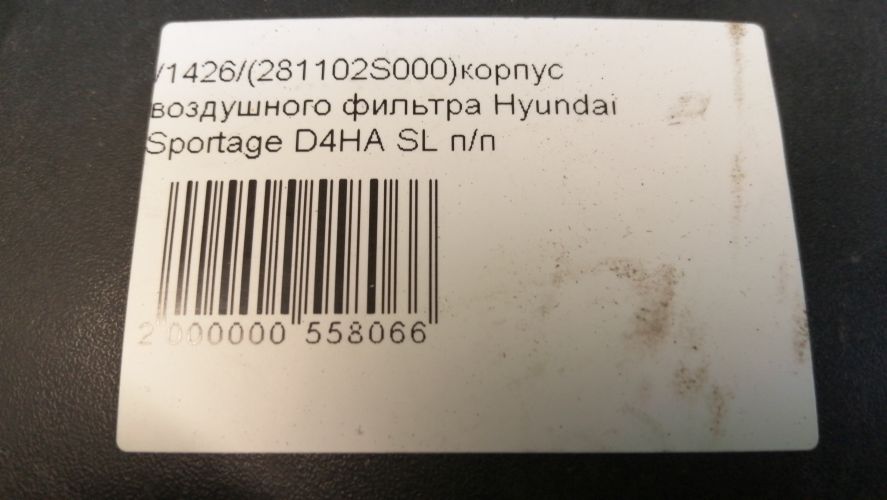 /1426/(281102S000)корпус
воздушного фильтра Hyundai
Sportage D4HA SL п/п
2 000000 558066